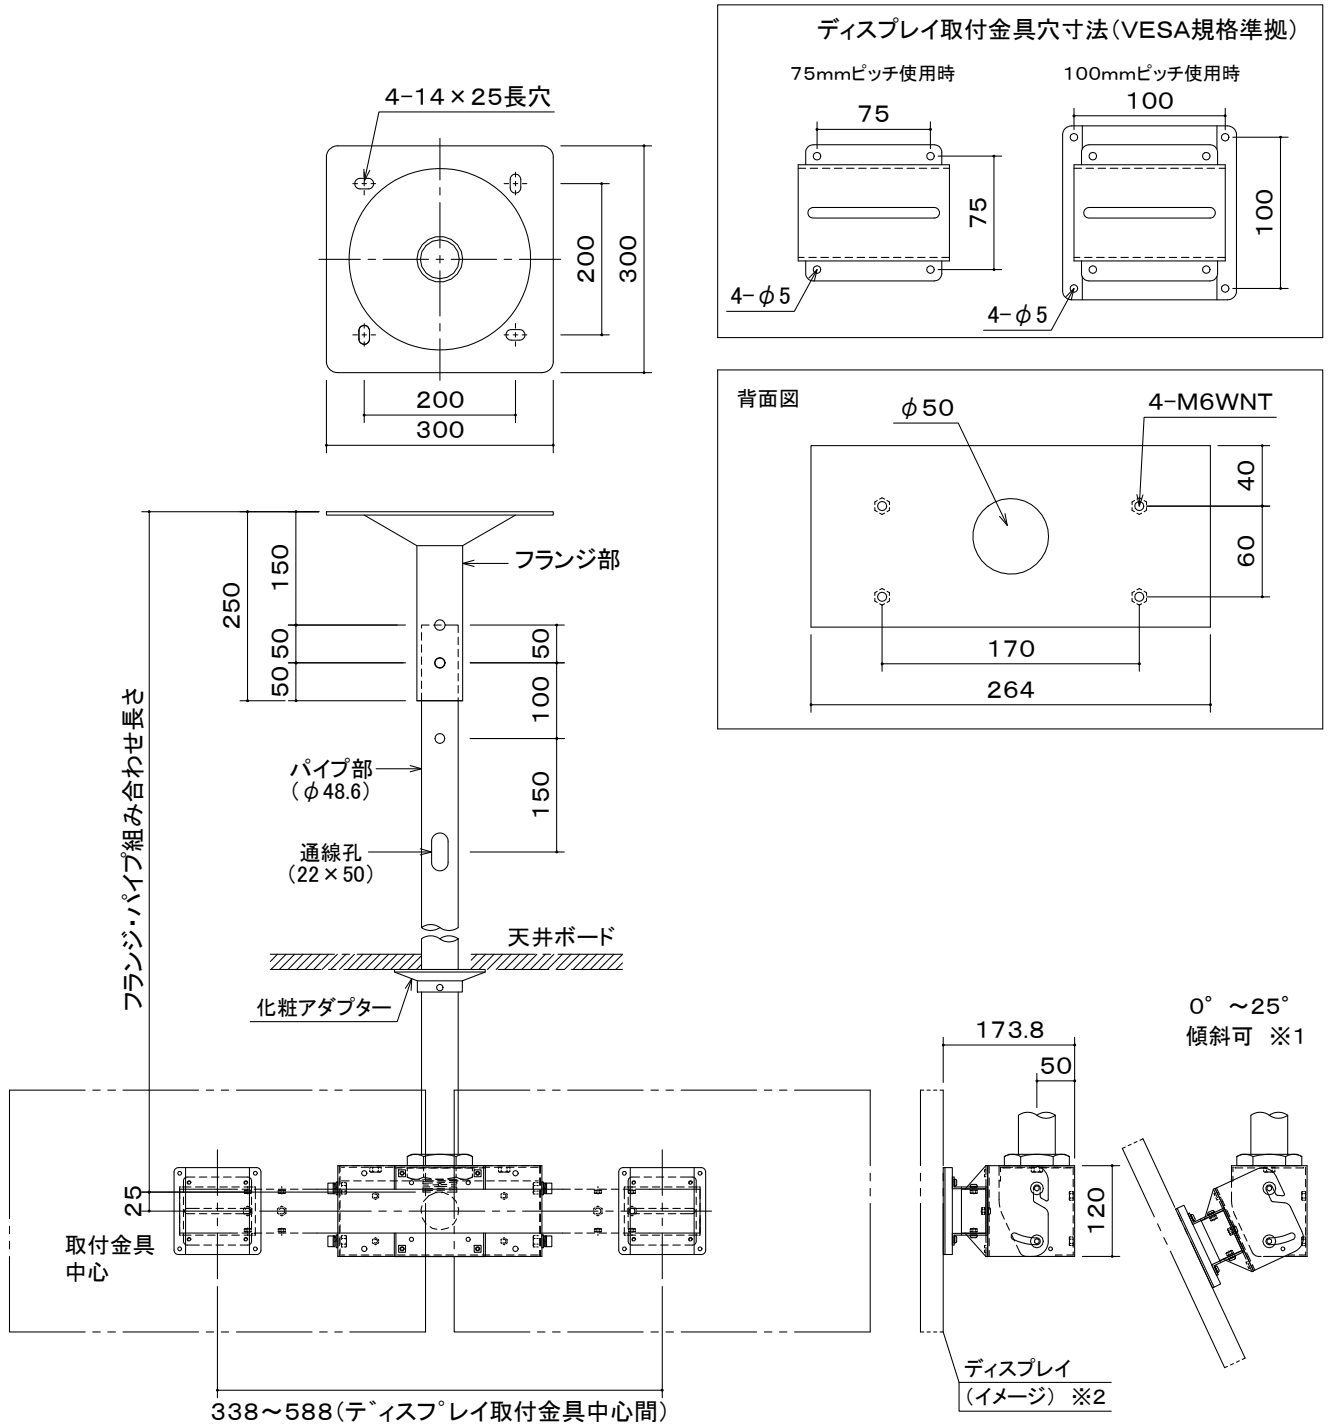 ディスプレイ取付金具穴寸法(VESA規格準拠)
75mmピッチ使用時
100mmピッチ使用時
75
100
75
100
4-φ5
4-φ5
4-14×25長穴
200
300
200
300
背面図
φ50
4-M6WNT
40
60
170
264
フランジ部
150
250
50
50
50
100
150
フランジ・パイプ組み合わせ長さ
パイプ部
(φ48.6)
通線孔
(22×50)
天井ボード
化粧アダプター
25
取付金具
中心
338~588(ディスプレイ取付金具中心間)
173.8
50
120
0°~25°
傾斜可 ※1
ディスプレイ
(イメージ) ※2